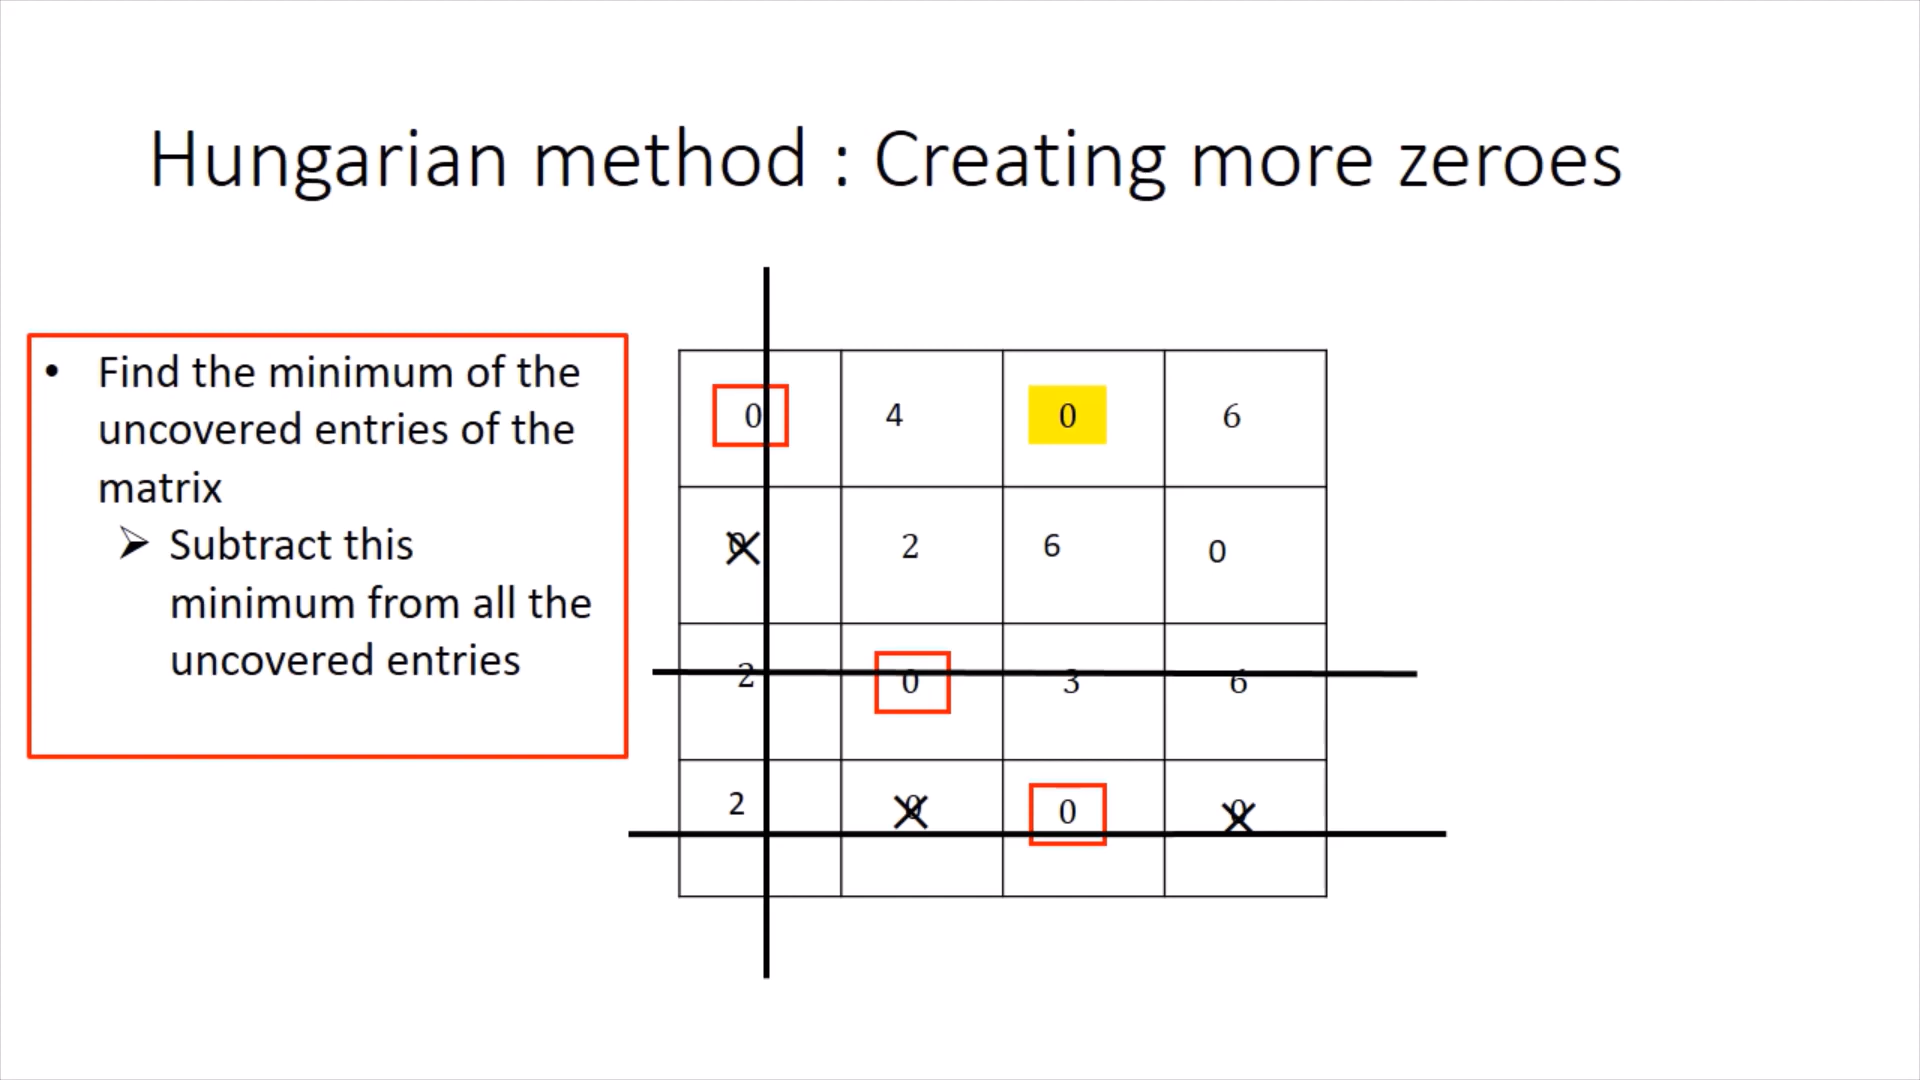 Hungarian method : Creating more zeroes
• Find the minimum of the
uncovered entries of the
matrix
➢ Subtract this
minimum from all the
uncovered entries
0 4 0 6
0 2 6 0
2 0 3 6
2 0 0 0